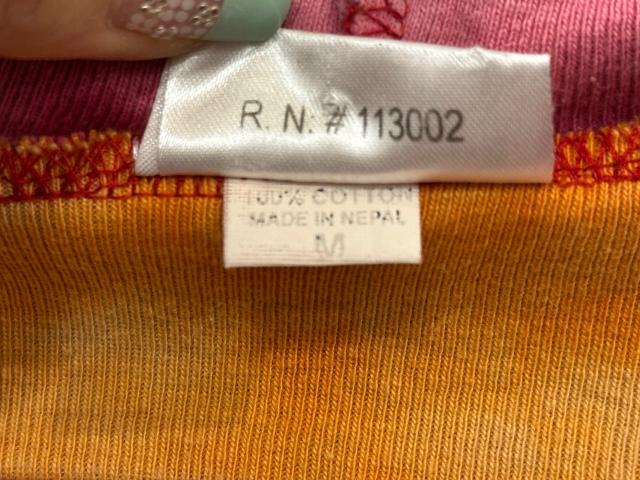 R. N: # 113002
100% COTTON
MADE IN NEPAL
M